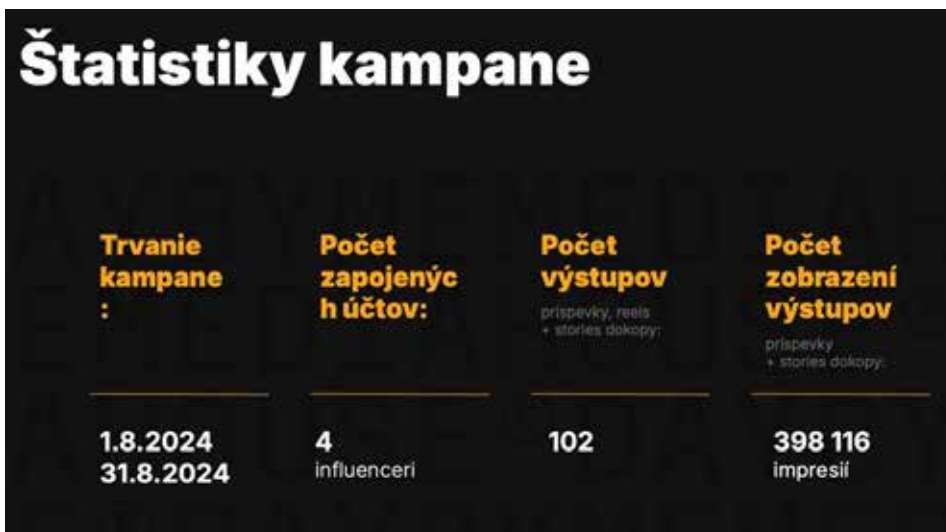 Štatistiky kampane
Trvanie
kampane
:
1.8.2024
31.8.2024
Počet
zapojenýc
h účtov:
4
influenceri
Počet
výstupov
príspevky, reels
+ stories dokopy:
102
Počet
zobrazení
výstupov
príspevky
+ stories dokopy:
398 116
impresií